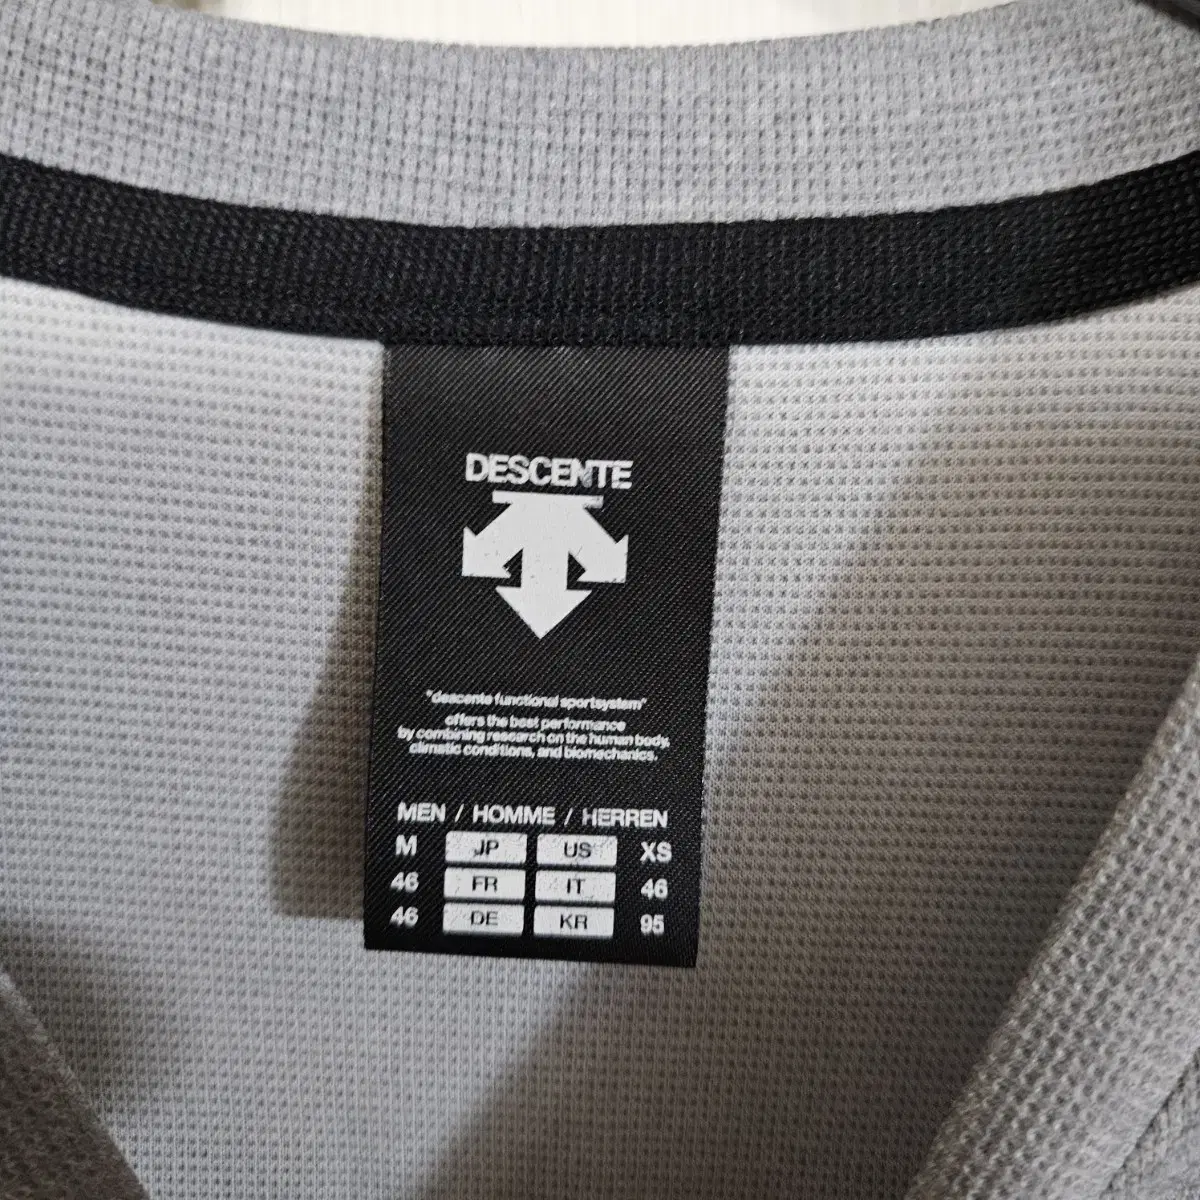 DESCENTE
"descente functional sportsystem"
offers the best performance
by combining research on the human body,
climatic conditions, and biomechanics.
MEN / HOMME / HERREN
M JP US XS
46 FR IT 46
46 DE KR 95